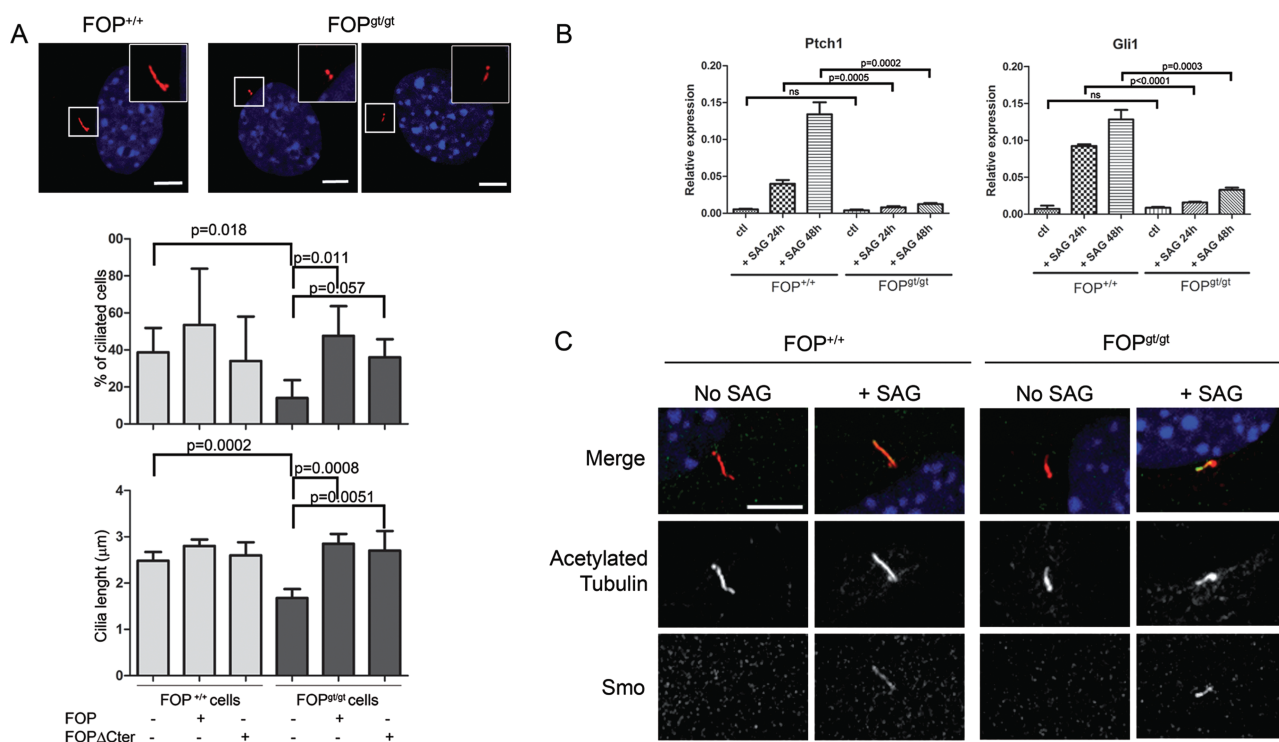 A
FOP+/+ FOPgt/gt
00
80
60
40
20
0
% of ciliated cells
p=0.018
p=0.011
p=0.057
4
3
2
1
0
Cilia lenght (μm)
p=0.0002
p=0.0008
p=0.0051
FOP +/+ cells FOPgt/gt cells
FOP - + - - + -
FOPΔCter - - + - - +
B
Ptch1
0.20
0.15
0.10
0.05
0.00
Relative expression
p=0.0002
p=0.0005
ns
ctl + SAG 24h + SAG 48h ctl + SAG 24h + SAG 48h
FOP+/+ FOPgt/gt
Gli1
0.20
0.15
0.10
0.05
0.00
Relative expression
p=0.0003
p<0.0001
ns
ctl + SAG 24h + SAG 48h ctl + SAG 24h + SAG 48h
FOP+/+ FOPgt/gt
C
FOP+/+ FOPgt/gt
No SAG + SAG No SAG + SAG
Merge
Acetylated
Tubulin
Smo